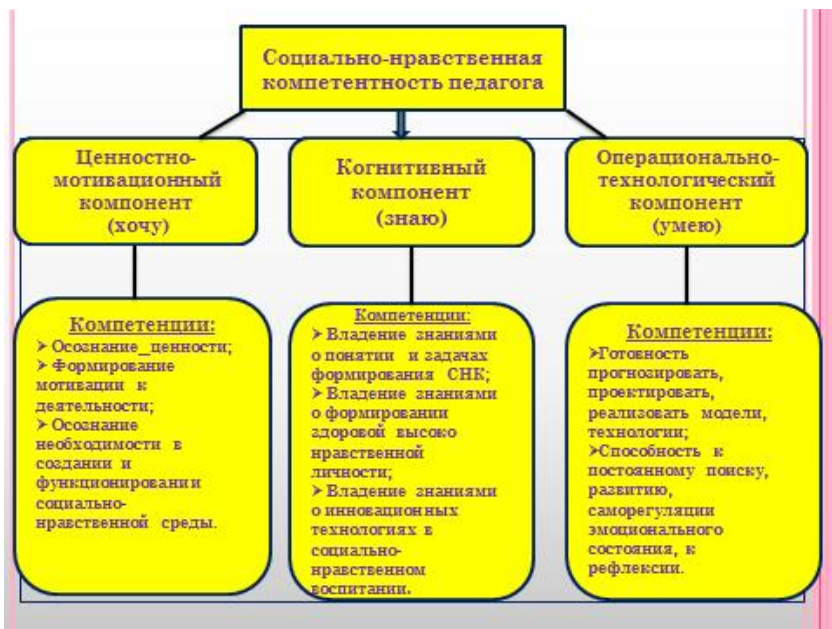 Социально-нравственная
компетентность педагога
Ценностно-
мотивационный
компонент
(хочу)
Когнитивный
компонент
(знаю)
Операционально-
технологический
компонент
(умею)
Компетенции:
➤ Осознание_ценности;
➤ Формирование
мотивации к
деятельности;
➤ Осознание
необходимости в
создании и
функционировании
социально-
нравственной среды.
Компетенции:
➤ Владение знаниями
о понятии и задачах
формирования СНК;
➤ Владение знаниями
о формировании
здоровой высоко
нравственной
личности;
➤ Владение знаниями
о инновационных
технологиях в
социально-
нравственном
воспитании.
Компетенции:
➤Готовность
прогнозировать,
проектировать,
реализовать модели,
технологии;
➤Способность к
постоянному поиску,
развитию,
саморегуляции
эмоционального
состояния, к
рефлексии.